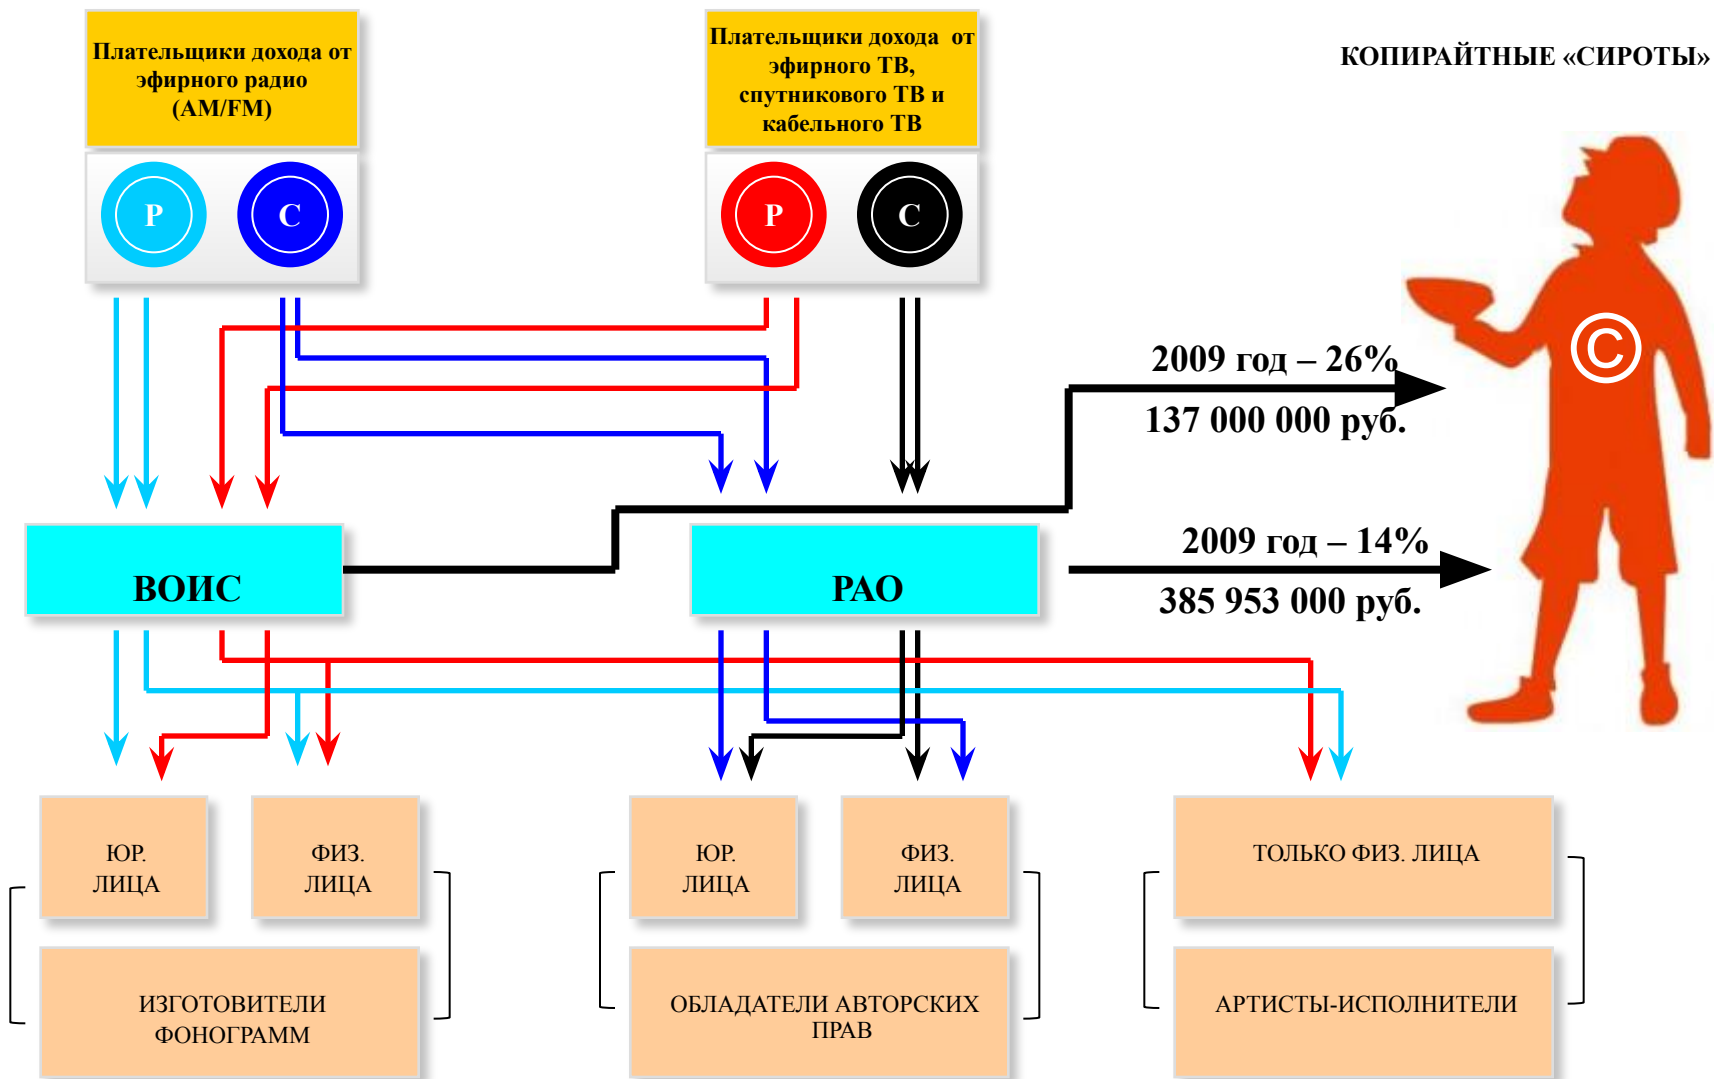 Плательщики дохода от
эфирного радио
(AM/FM)
Плательщики дохода от
эфирного ТВ,
спутникового ТВ и
кабельного ТВ
КОПИРАЙТНЫЕ «СИРОТЫ»
P
C
P
C
©
2009 год – 26%
137 000 000 руб.
2009 год – 14%
385 953 000 руб.
ВОИС
РАО
ЮР.
ЛИЦА
ФИЗ.
ЛИЦА
ЮР.
ЛИЦА
ФИЗ.
ЛИЦА
ТОЛЬКО ФИЗ. ЛИЦА
ИЗГОТОВИТЕЛИ
ФОНОГРАММ
ОБЛАДАТЕЛИ АВТОРСКИХ
ПРАВ
АРТИСТЫ-ИСПОЛНИТЕЛИ